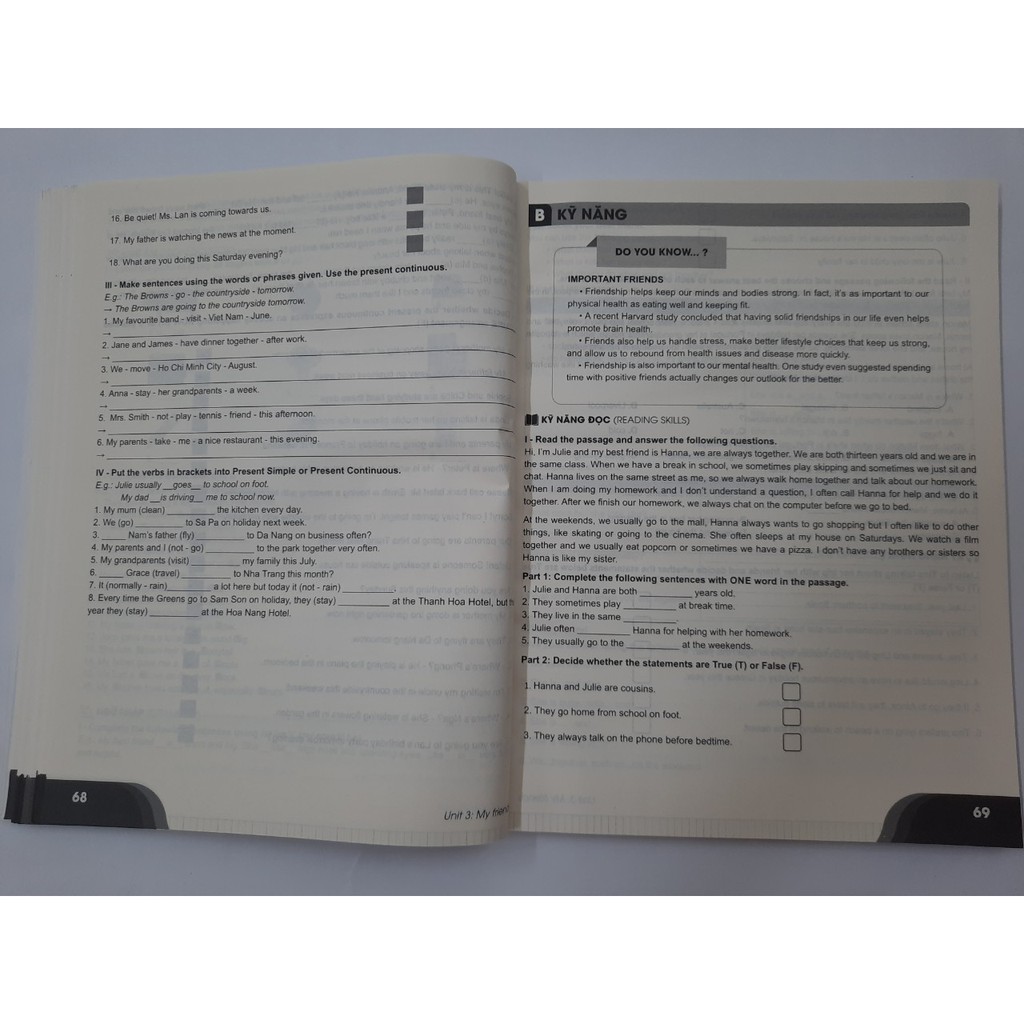 16. Be quiet! Ms. Lan is coming towards us.
17. My father is watching the news at the moment.
18. What are you doing this Saturday evening?
III - Make sentences using the words or phrases given. Use the present continuous.
E.g.: The Browns - go - the countryside - tomorrow.
→ The Browns are going to the countryside tomorrow.
1. My favourite band - visit - Viet Nam - June.
→
2. Jane and James - have dinner together - after work.
→
3. We - move - Ho Chi Minh City - August.
→
4. Anna - stay - her grandparents - a week.
→
5. Mrs. Smith - not - play - tennis - friend - this afternoon.
→
6. My parents - take - me - a nice restaurant - this evening.
→
IV - Put the verbs in brackets into Present Simple or Present Continuous.
E.g.: Julie usually __goes__ to school on foot.
My dad __is driving__ me to school now.
1. My mum (clean) __________ the kitchen every day.
2. We (go) __________ to Sa Pa on holiday next week.
3. _____ Nam's father (fly) __________ to Da Nang on business often?
4. My parents and I (not - go) __________ to the park together very often.
5. My grandparents (visit) __________ my family this July.
6. _____ Grace (travel) __________ to Nha Trang this month?
7. It (normally - rain) __________ a lot here but today it (not - rain) __________
8. Every time the Greens go to Sam Son on holiday, they (stay) __________ at the Thanh Hoa Hotel, but
year they (stay) __________ at the Hoa Nang Hotel.
68
Unit 3: My
B KỸ NĂNG
DO YOU KNOW... ?
IMPORTANT FRIENDS
• Friendship helps keep our minds and bodies strong. In fact, it's as important to our
physical health as eating well and keeping fit.
• A recent Harvard study concluded that having solid friendships in our life even helps
promote brain health.
• Friends also help us handle stress, make better lifestyle choices that keep us strong,
and allow us to rebound from health issues and disease more quickly.
• Friendship is also important to our mental health. One study even suggested spending
time with positive friends actually changes our outlook for the better.
KỸ NĂNG ĐỌC (READING SKILLS)
I - Read the passage and answer the following questions.
Hi, I'm Julie and my best friend is Hanna, we are always together. We are both thirteen years old and we are in
the same class. When we have a break in school, we sometimes play skipping and sometimes we just sit and
chat. Hanna lives on the same street as me, so we always walk home together and talk about our homework.
When I am doing my homework and I don't understand a question, I often call Hanna for help and we do it
together. After we finish our homework, we always chat on the computer before we go to bed.
At the weekends, we usually go to the mall, Hanna always wants to go shopping but I often like to do other
things, like skating or going to the cinema. She often sleeps at my house on Saturdays. We watch a film
together and we usually eat popcorn or sometimes we have a pizza. I don't have any brothers or sisters so
Hanna is like my sister.
Part 1: Complete the following sentences with ONE word in the passage.
1. Julie and Hanna are both __________ years old.
2. They sometimes play __________ at break time.
3. They live in the same __________.
4. Julie often __________ Hanna for helping with her homework.
5. They usually go to the __________ at the weekends.
Part 2: Decide whether the statements are True (T) or False (F).
1. Hanna and Julie are cousins.
2. They go home from school on foot.
3. They always talk on the phone before bedtime.
69